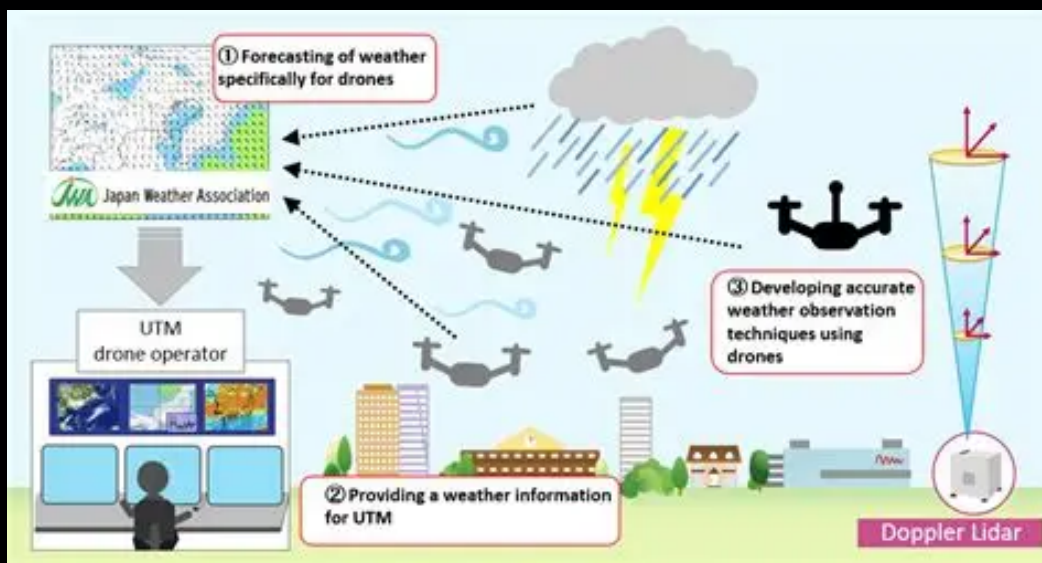 ① Forecasting of weather
specifically for drones
JWA Japan Weather Association
UTM
drone operator
③ Developing accurate
weather observation
techniques using
drones
② Providing a weather information
for UTM
Doppler Lidar